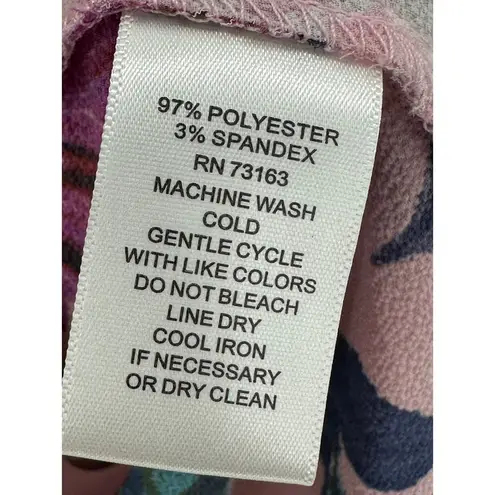 97% POLYESTER
3% SPANDEX
RN 73163
MACHINE WASH
COLD
GENTLE CYCLE
WITH LIKE COLORS
DO NOT BLEACH
LINE DRY
COOL IRON
IF NECESSARY
OR DRY CLEAN